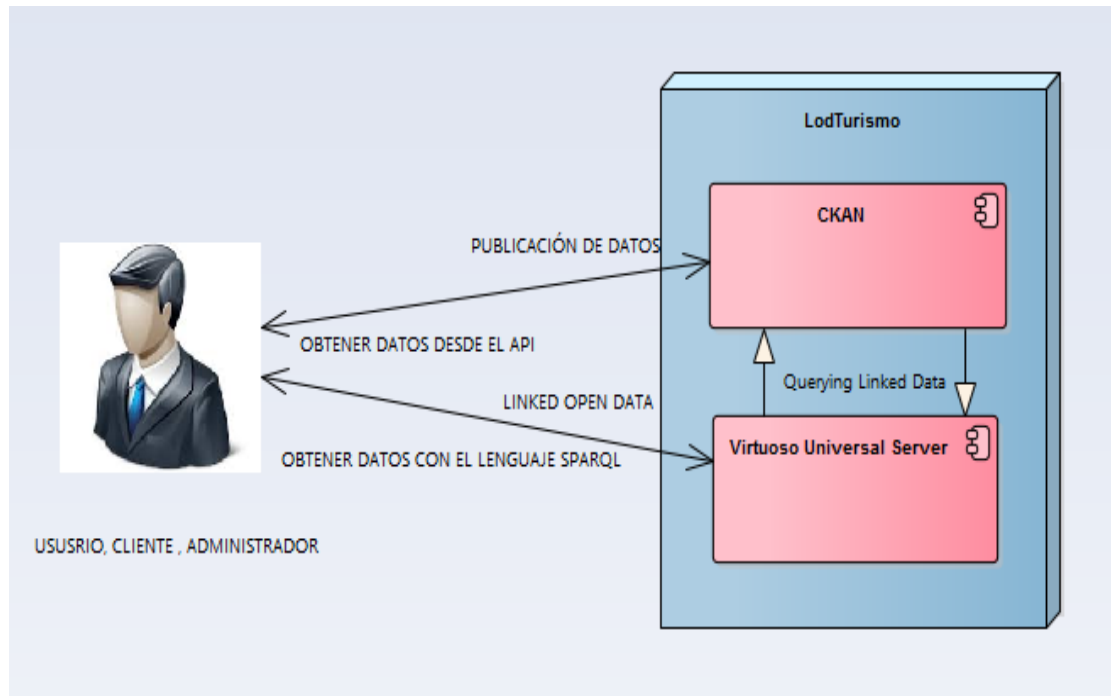 LodTurismo
CKAN
PUBLICACIÓN DE DATOS
OBTENER DATOS DESDE EL API
Querying Linked Data
LINKED OPEN DATA
Virtuoso Universal Server
OBTENER DATOS CON EL LENGUAJE SPARQL
USUSRIO, CLIENTE , ADMINISTRADOR